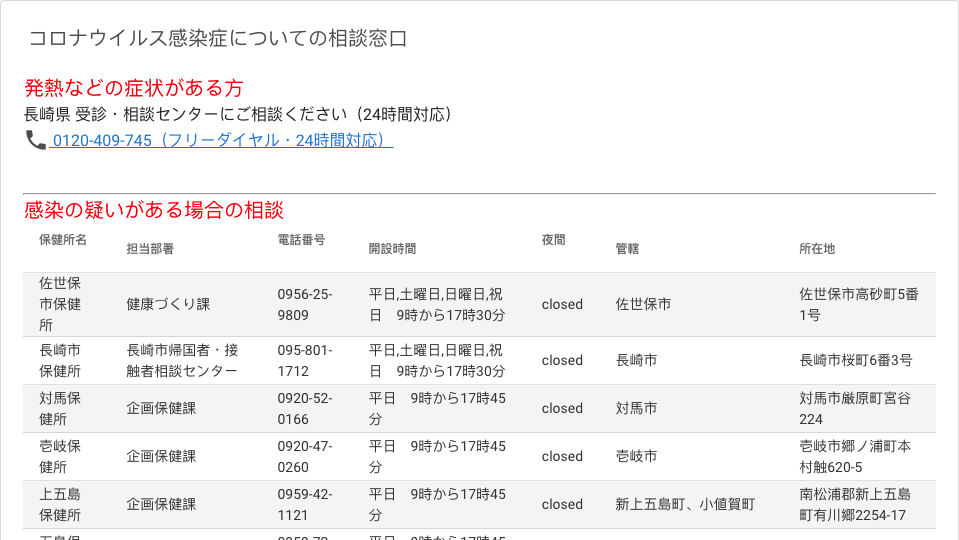 コロナウイルス感染症についての相談窓口
発熱などの症状がある方
長崎県 受診・相談センターにご相談ください（24時間対応）
0120-409-745（フリーダイヤル・24時間対応）
感染の疑いがある場合の相談
保健所名 担当部署 電話番号 開設時間 夜間 管轄 所在地
佐世保市保健所 健康づくり課 0956-25-9809 平日,土曜日,日曜日,祝日　9時から17時30分 closed 佐世保市 佐世保市高砂町5番1号
長崎市保健所 長崎市帰国者・接触者相談センター 095-801-1712 平日,土曜日,日曜日,祝日　9時から17時30分 closed 長崎市 長崎市桜町6番3号
対馬保健所 企画保健課 0920-52-0166 平日　9時から17時45分 closed 対馬市 対馬市厳原町宮谷224
壱岐保健所 企画保健課 0920-47-0260 平日　9時から17時45分 closed 壱岐市 壱岐市郷ノ浦町本村触620-5
上五島保健所 企画保健課 0959-42-1121 平日　9時から17時45分 closed 新上五島町、小値賀町 南松浦郡新上五島町有川郷2254-17